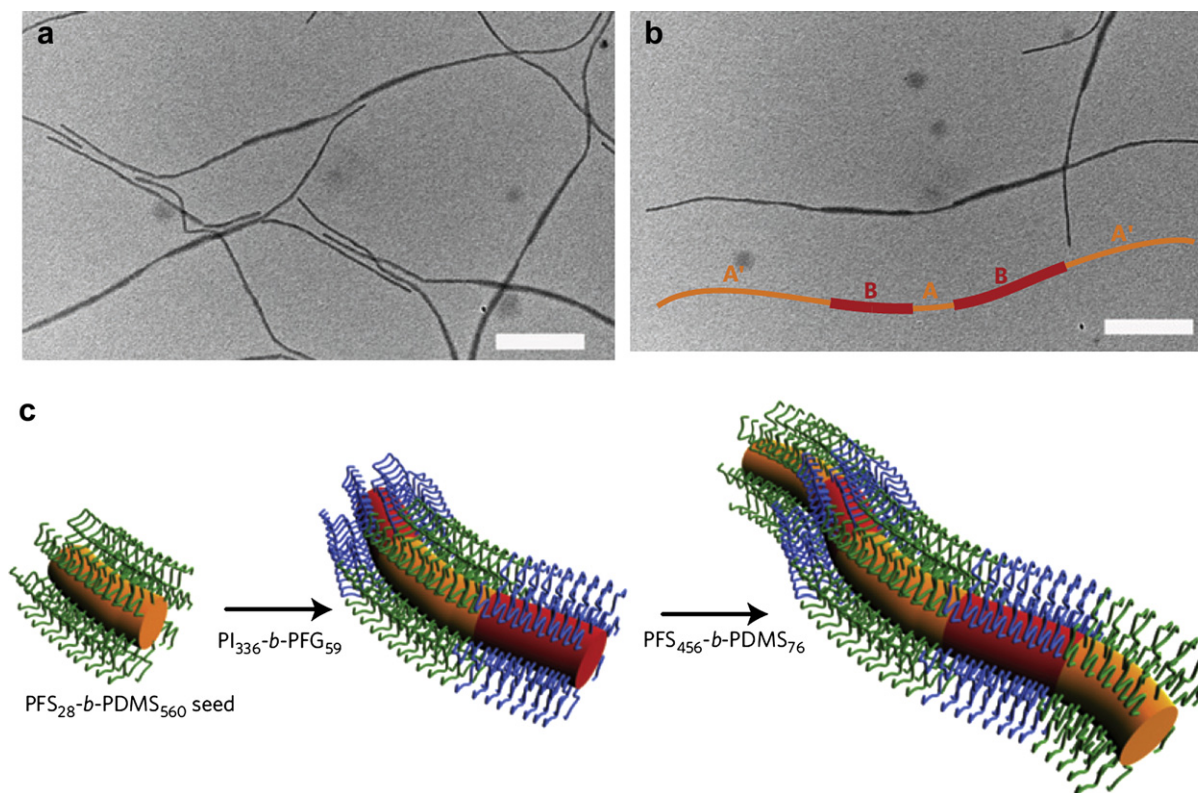 a
b
A'
B
A
B
A'
c
PFS28-b-PDMS560 seed
PI336-b-PFG59
PFS456-b-PDMS76